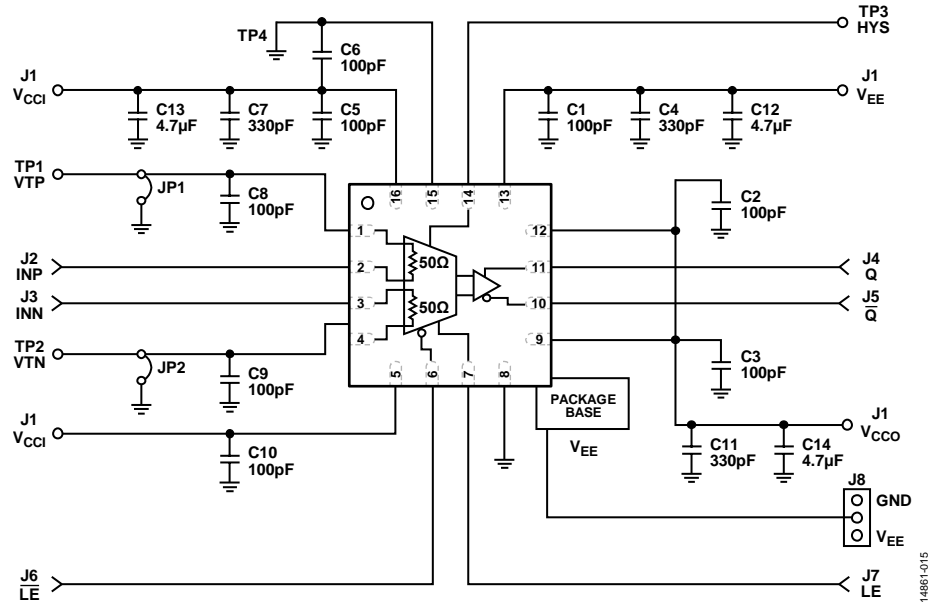 TP3
HYS
TP4
C6
100pF
J1
VCCI
J1
VEE
C13
4.7µF
C7
330pF
C5
100pF
C1
100pF
C4
330pF
C12
4.7µF
TP1
VTP
JP1
C8
100pF
16
15
14
13
C2
100pF
1
12
J2
INP
2
50Ω
11
J4
Q
J3
INN
3
50Ω
10
J5
Q̅
TP2
VTN
4
9
JP2
C9
100pF
C3
100pF
5
6
7
8
PACKAGE
BASE
VEE
J1
VCCI
C10
100pF
J1
VCCO
C11
330pF
C14
4.7µF
J8
GND
VEE
J6
L̅E̅
J7
LE
14861-015